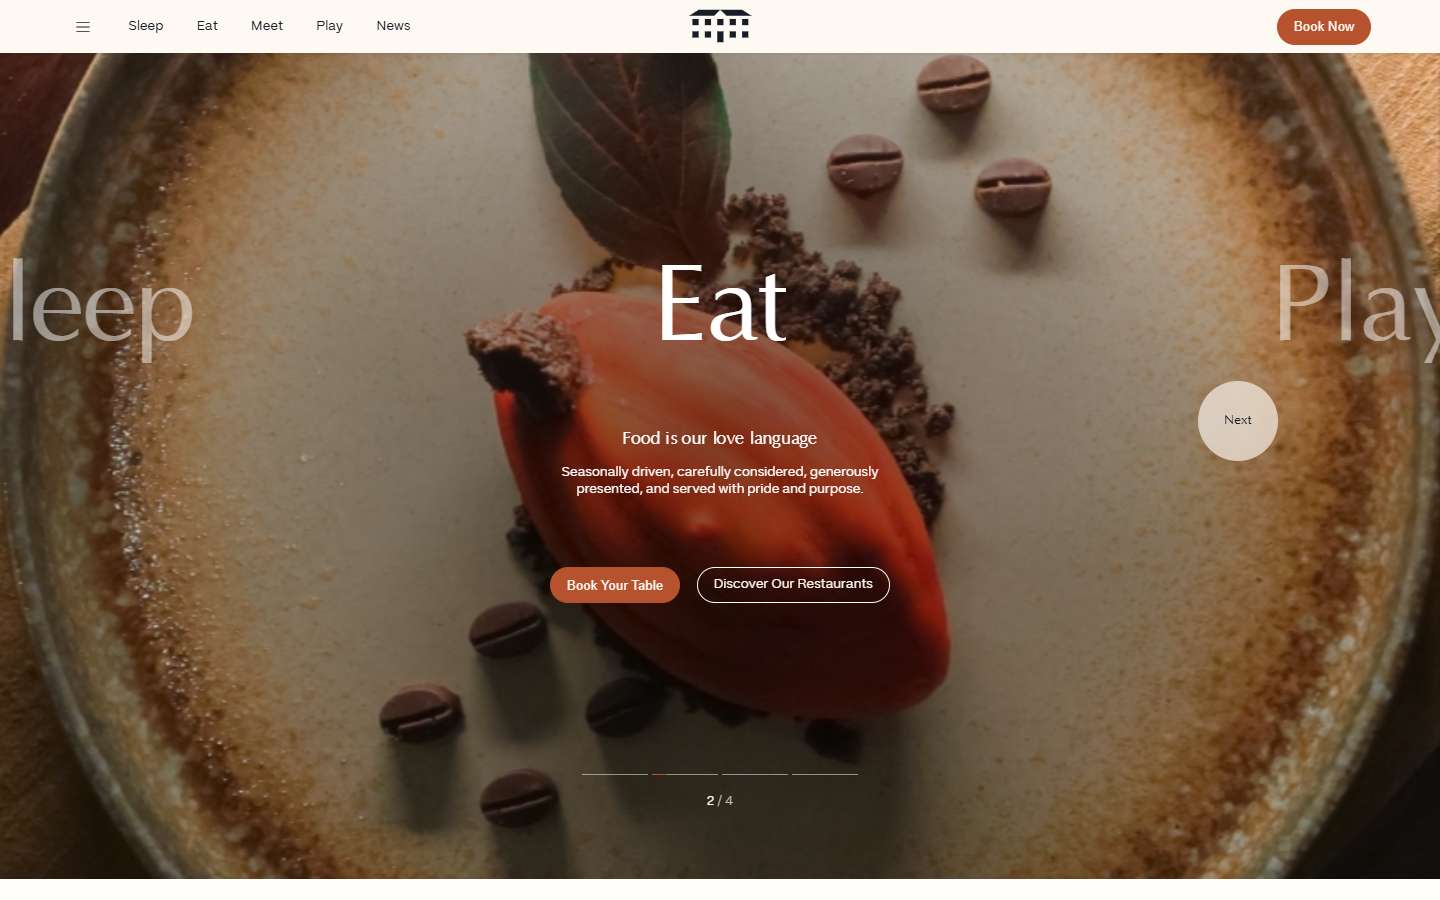 Sleep
Eat
Meet
Play
News
Book Now
leep
Eat
Play
Next
Food is our love language
Seasonally driven, carefully considered, generously
presented, and served with pride and purpose.
Book Your Table
Discover Our Restaurants
2 / 4